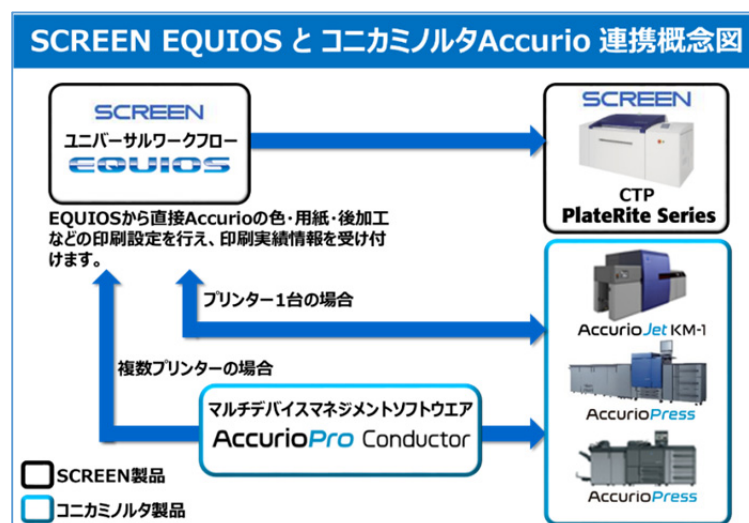 SCREEN EQUIOS と コニカミノルタAccurio 連携概念図
SCREEN
ユニバーサルワークフロー
EQUIOS
SCREEN
CTP
PlateRite Series
EQUIOSから直接Accurioの色・用紙・後加工
などの印刷設定を行え、印刷実績情報を受け付
けます。
プリンター1台の場合
AccurioJet KM-1
複数プリンターの場合
AccurioPress
マルチデバイスマネジメントソフトウエア
AccurioPro Conductor
AccurioPress
SCREEN製品
コニカミノルタ製品